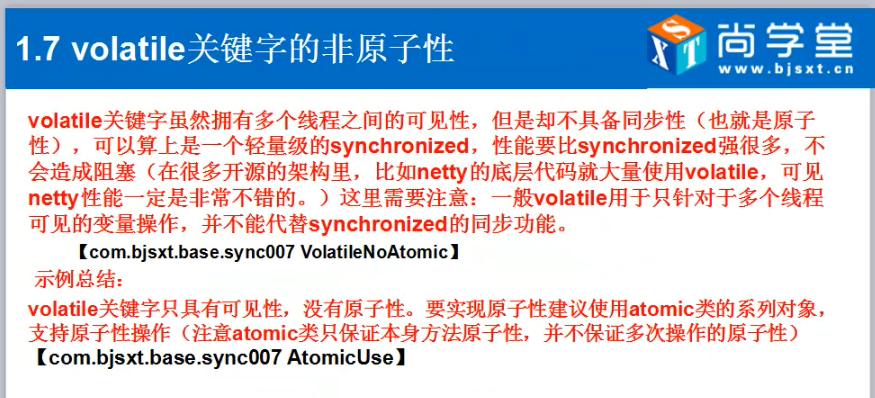 1.7 volatile关键字的非原子性
SXT
尚学堂
www.bjsxt.cn
volatile关键字虽然拥有多个线程之间的可见性，但是却不具备同步性（也就是原子
性），可以算上是一个轻量级的synchronized，性能要比synchronized强很多，不
会造成阻塞（在很多开源的架构里，比如netty的底层代码就大量使用volatile，可见
netty性能一定是非常不错的。）这里需要注意：一般volatile用于只针对于多个线程
可见的变量操作，并不能代替synchronized的同步功能。
【com.bjsxt.base.sync007 VolatileNoAtomic】
示例总结：
volatile关键字只具有可见性，没有原子性。要实现原子性建议使用atomic类的系列对象，
支持原子性操作（注意atomic类只保证本身方法原子性，并不保证多次操作的原子性）
【com.bjsxt.base.sync007 AtomicUse】